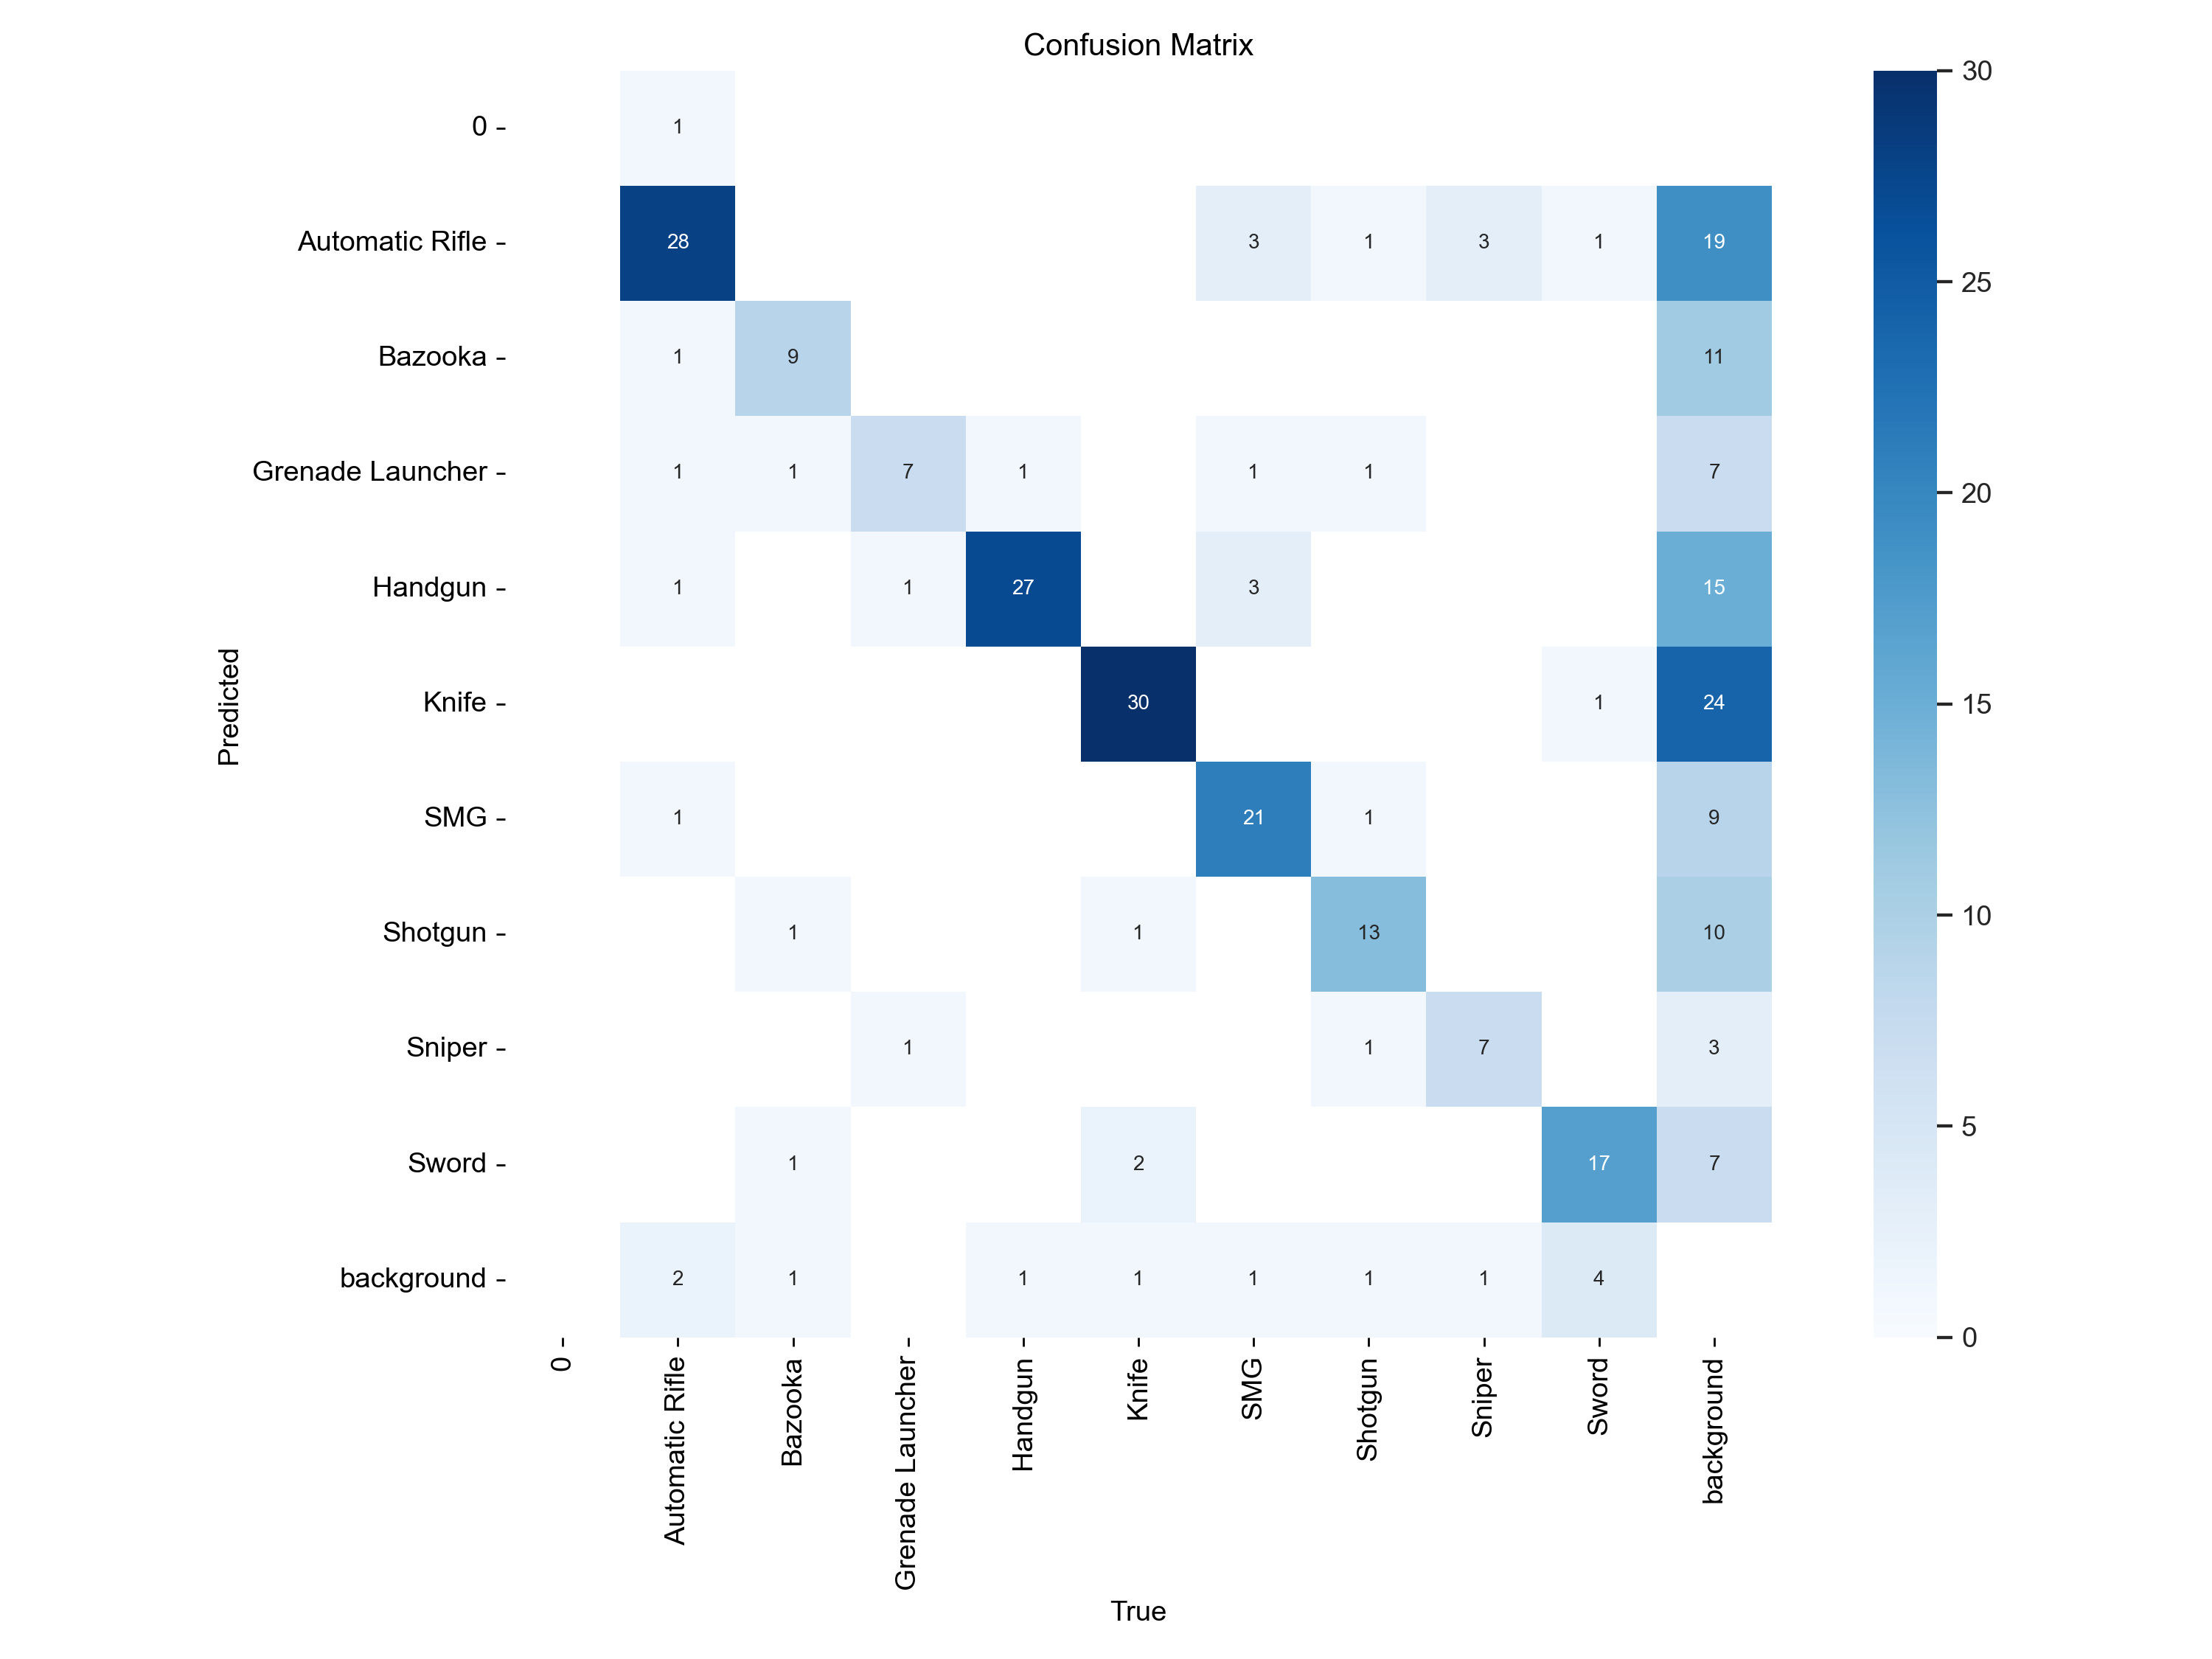 Confusion Matrix
30
0 1
Automatic Rifle 28 3 1 3 1 19
25
Bazooka 1 9 11
Grenade Launcher 1 1 7 1 1 1 7
20
Handgun 1 1 27 3 15
Predicted
Knife 30 1 24
15
SMG 1 21 1 9
Shotgun 1 1 13 10
10
Sniper 1 1 7 3
5
Sword 1 2 17 7
background 2 1 1 1 1 1 1 4
0
0
Automatic Rifle
Bazooka
Grenade Launcher
Handgun
Knife
SMG
Shotgun
Sniper
Sword
background
True